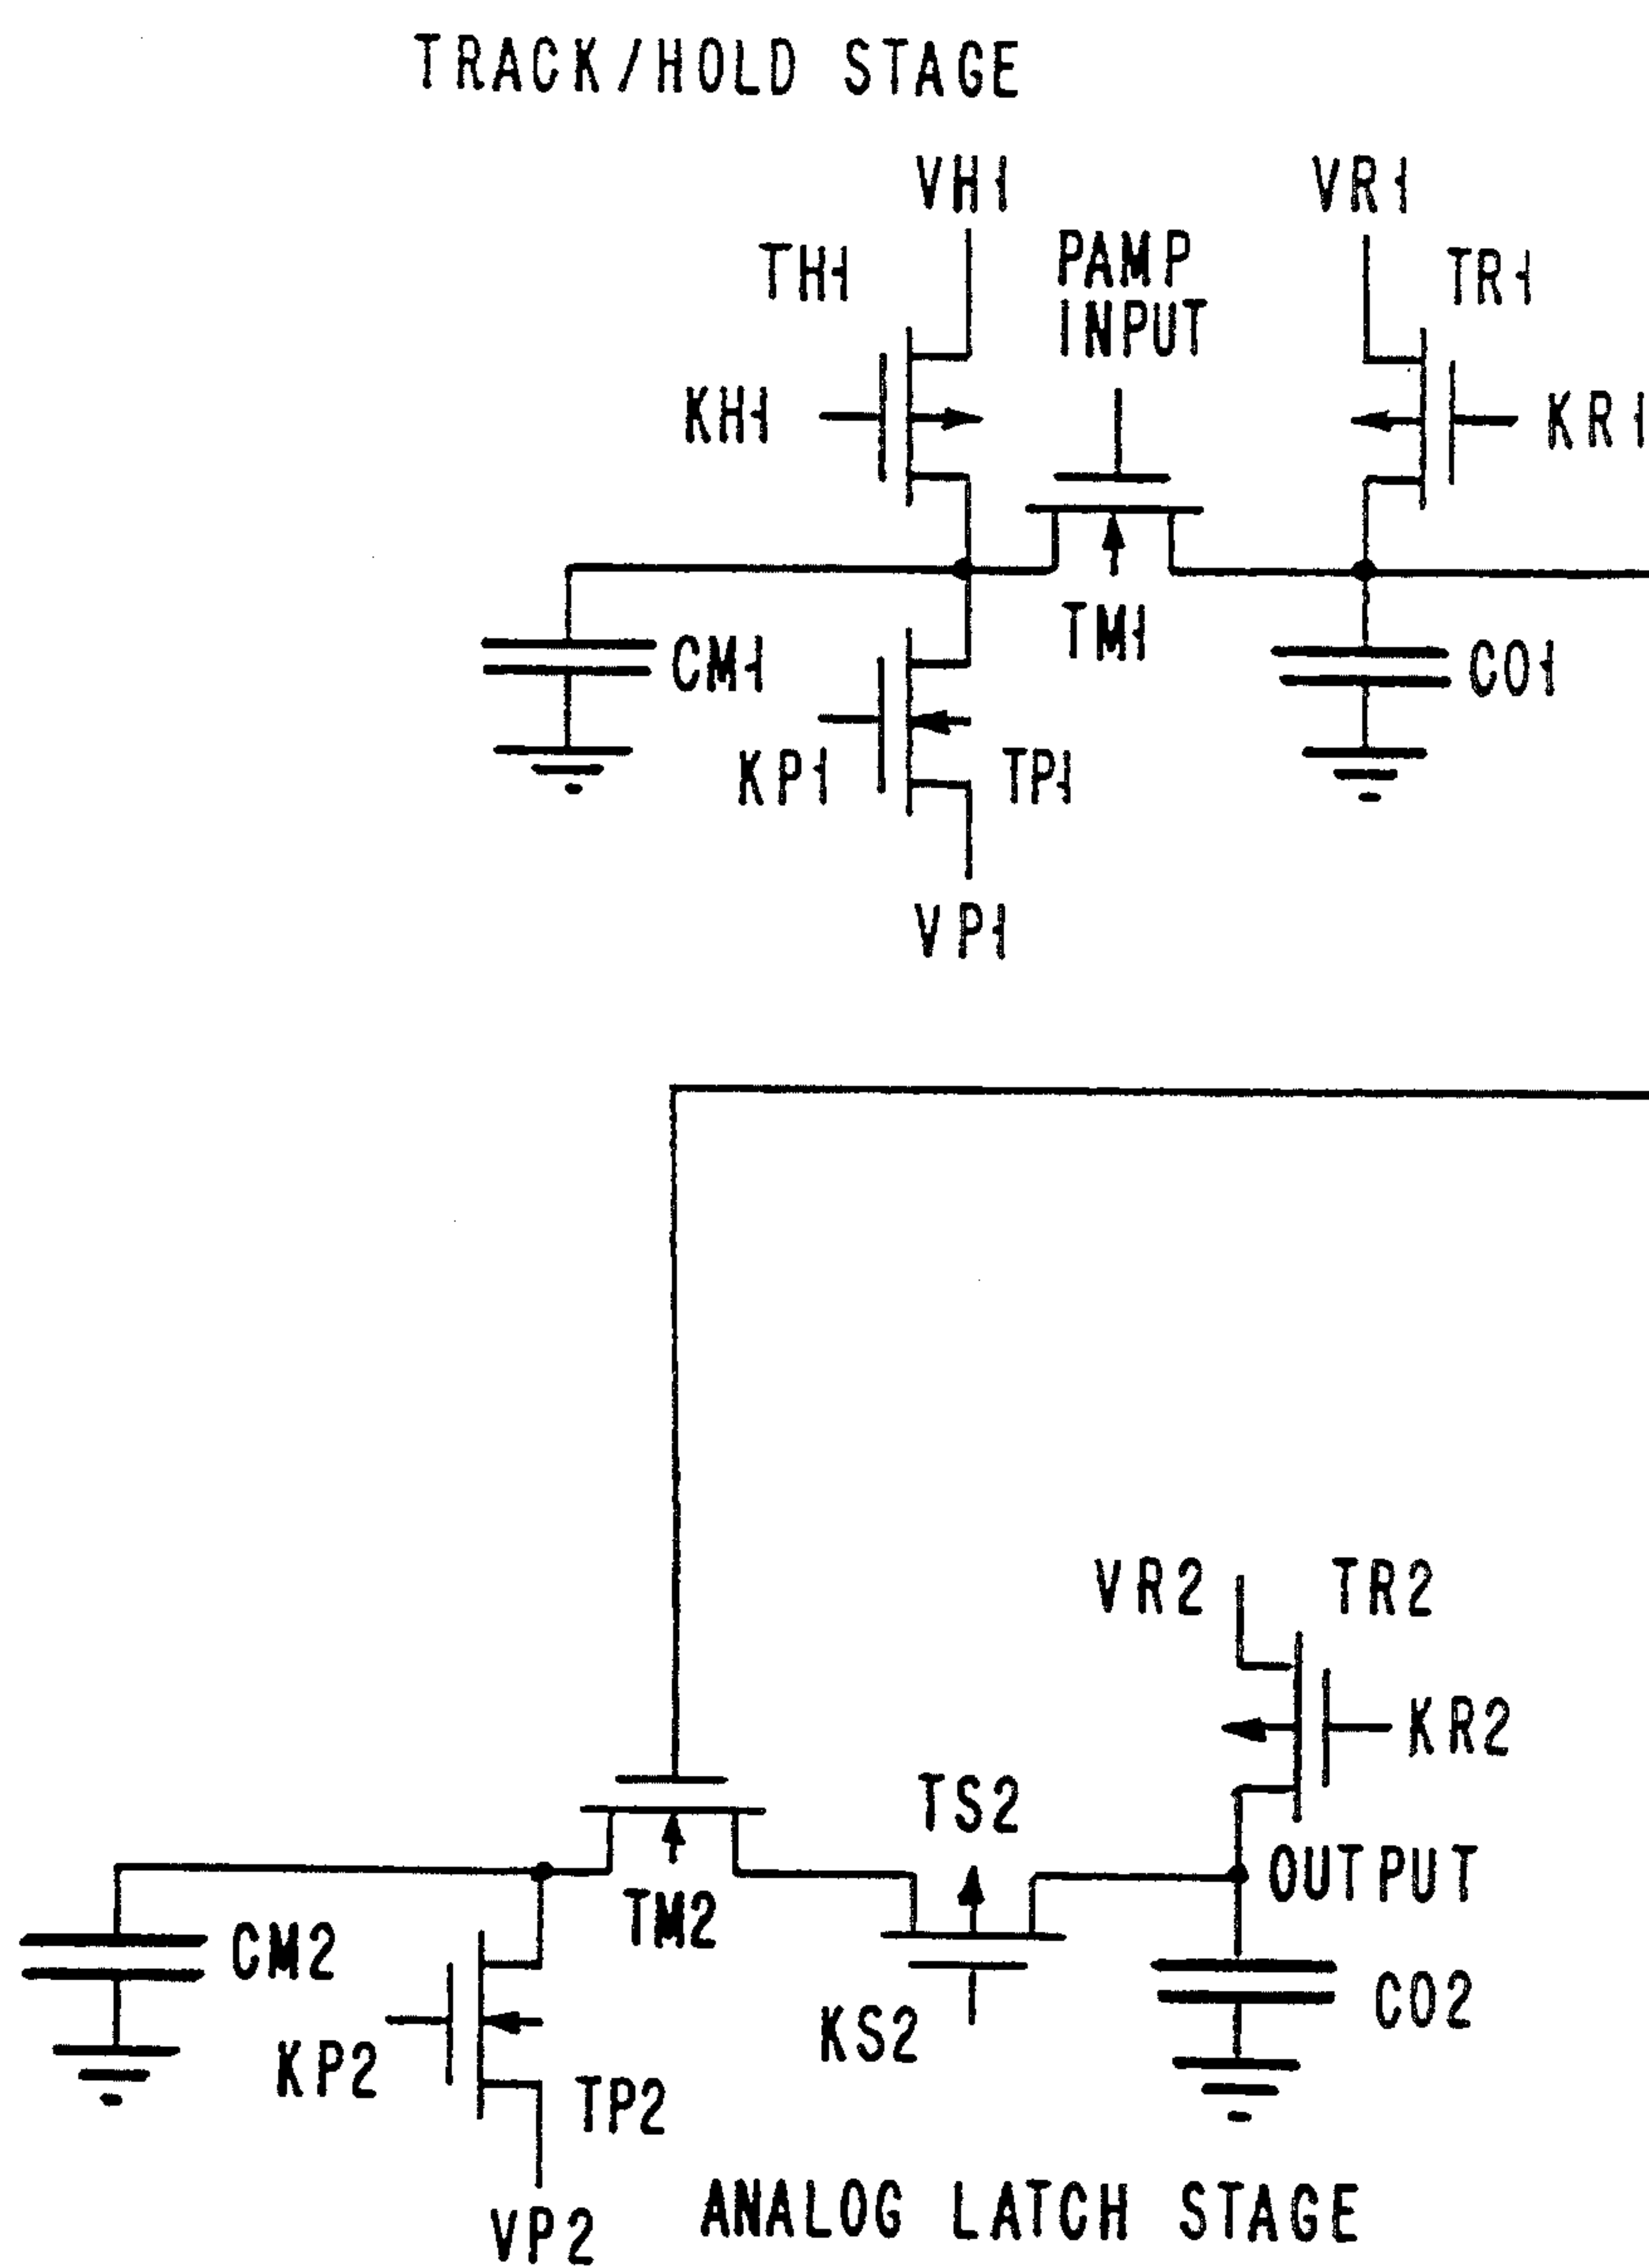 TRACK/HOLD STAGE
VH1
VR1
TH1
PAMP
INPUT
TR1
KH1
KR1
TM1
CM1
CO1
KP1
TP1
VP1
VR2
TR2
KR2
TS2
OUTPUT
TM2
CM2
CO2
KS2
KP2
TP2
VP2
ANALOG LATCH STAGE